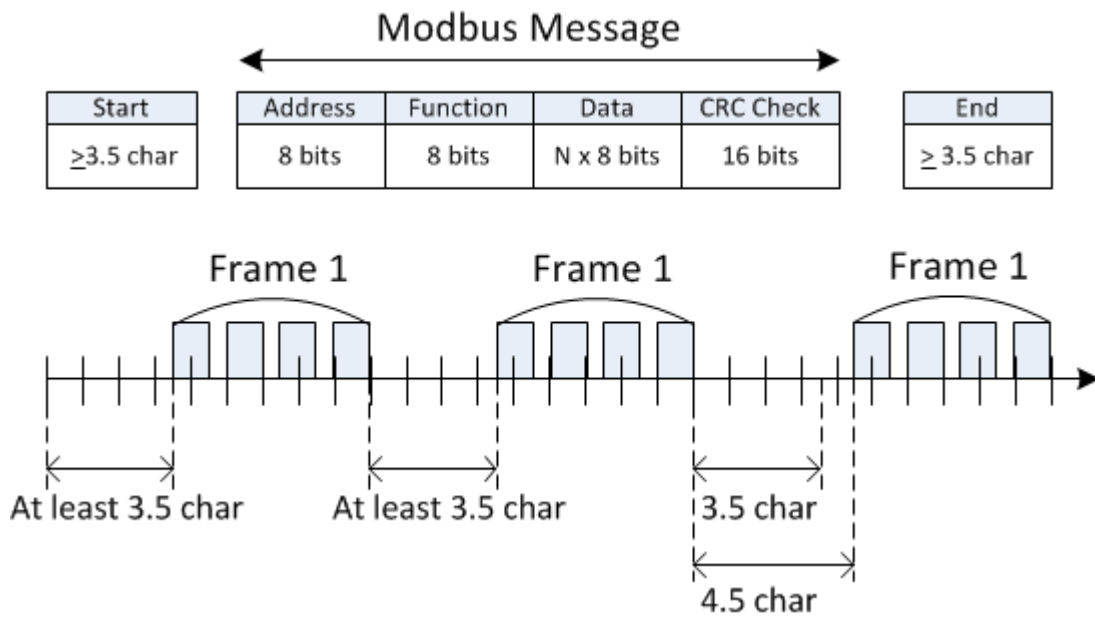 Modbus Message
Start Address Function Data CRC Check End
≥3.5 char 8 bits 8 bits N x 8 bits 16 bits ≥ 3.5 char
Frame 1 Frame 1 Frame 1
At least 3.5 char At least 3.5 char 3.5 char
4.5 char